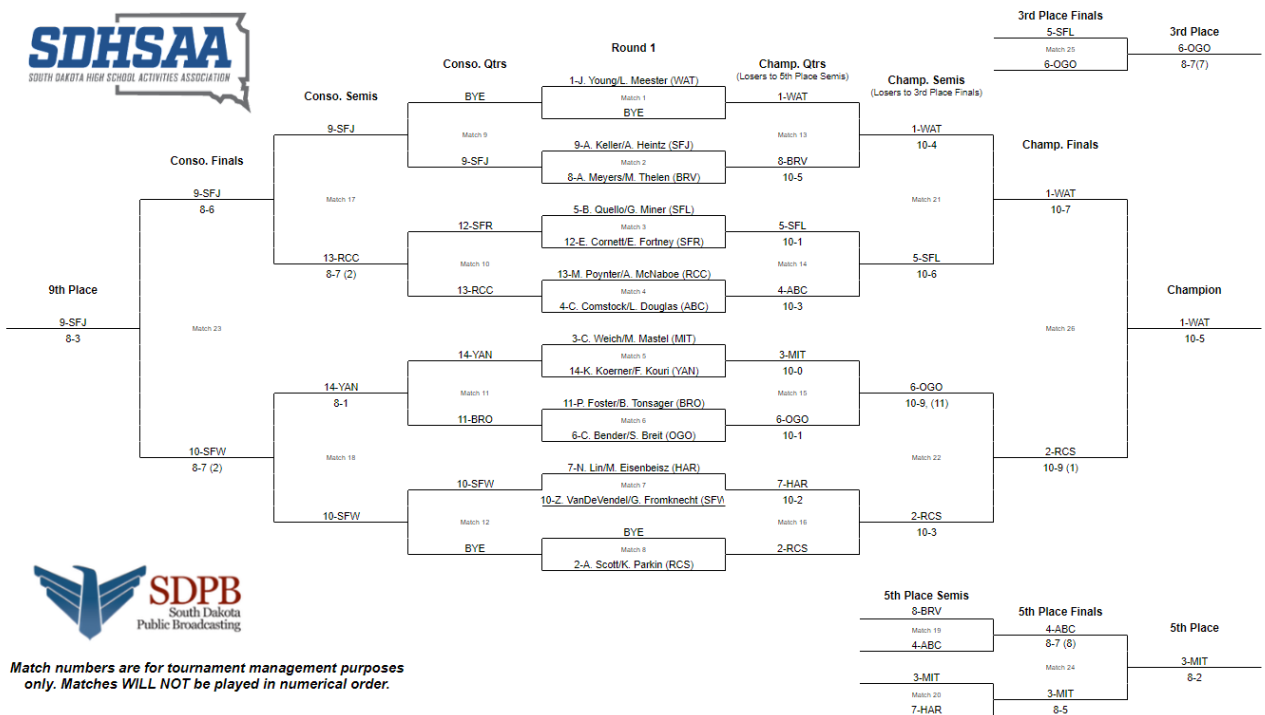 SDHSAA
SOUTH DAKOTA HIGH SCHOOL ACTIVITIES ASSOCIATION
3rd Place Finals
5-SFL
Match 25
6-OGO
3rd Place
6-OGO
8-7(7)
Round 1
1-J. Young/L. Meester (WAT)
Match 1
BYE
9-A. Keller/A. Heintz (SFJ)
Match 2
8-A. Meyers/M. Thelen (BRV)
5-B. Quello/G. Miner (SFL)
Match 3
12-E. Cornett/E. Fortney (SFR)
13-M. Poynter/A. McNaboe (RCC)
Match 4
4-C. Comstock/L. Douglas (ABC)
3-C. Weich/M. Mastel (MIT)
Match 5
14-K. Koerner/F. Kouri (YAN)
11-P. Foster/B. Tonsager (BRO)
Match 6
6-C. Bender/S. Breit (OGO)
7-N. Lin/M. Eisenbeisz (HAR)
Match 7
10-Z. VanDeVendel/G. Fromknecht (SFW
BYE
Match 8
2-A. Scott/K. Parkin (RCS)
Conso. Qtrs
BYE
Match 9
9-SFJ
12-SFR
Match 10
13-RCC
14-YAN
Match 11
11-BRO
10-SFW
Match 12
BYE
Conso. Semis
9-SFJ
Match 17
13-RCC
8-7 (2)
14-YAN
8-1
Match 18
10-SFW
Conso. Finals
9-SFJ
8-6
Match 23
10-SFW
8-7 (2)
9th Place
9-SFJ
8-3
Champ. Qtrs
(Losers to 5th Place Semis)
1-WAT
Match 13
8-BRV
10-5
5-SFL
10-1
Match 14
4-ABC
10-3
3-MIT
10-0
Match 15
6-OGO
10-1
7-HAR
10-2
Match 16
2-RCS
Champ. Semis
(Losers to 3rd Place Finals)
1-WAT
10-4
Match 21
5-SFL
10-6
6-OGO
10-9, (11)
Match 22
2-RCS
10-3
Champ. Finals
1-WAT
10-7
Match 26
2-RCS
10-9 (1)
Champion
1-WAT
10-5
5th Place Semis
8-BRV
Match 19
4-ABC
3-MIT
Match 20
7-HAR
5th Place Finals
4-ABC
8-7 (8)
Match 24
3-MIT
8-5
5th Place
3-MIT
8-2
SDPB
South Dakota
Public Broadcasting
Match numbers are for tournament management purposes
only. Matches WILL NOT be played in numerical order.